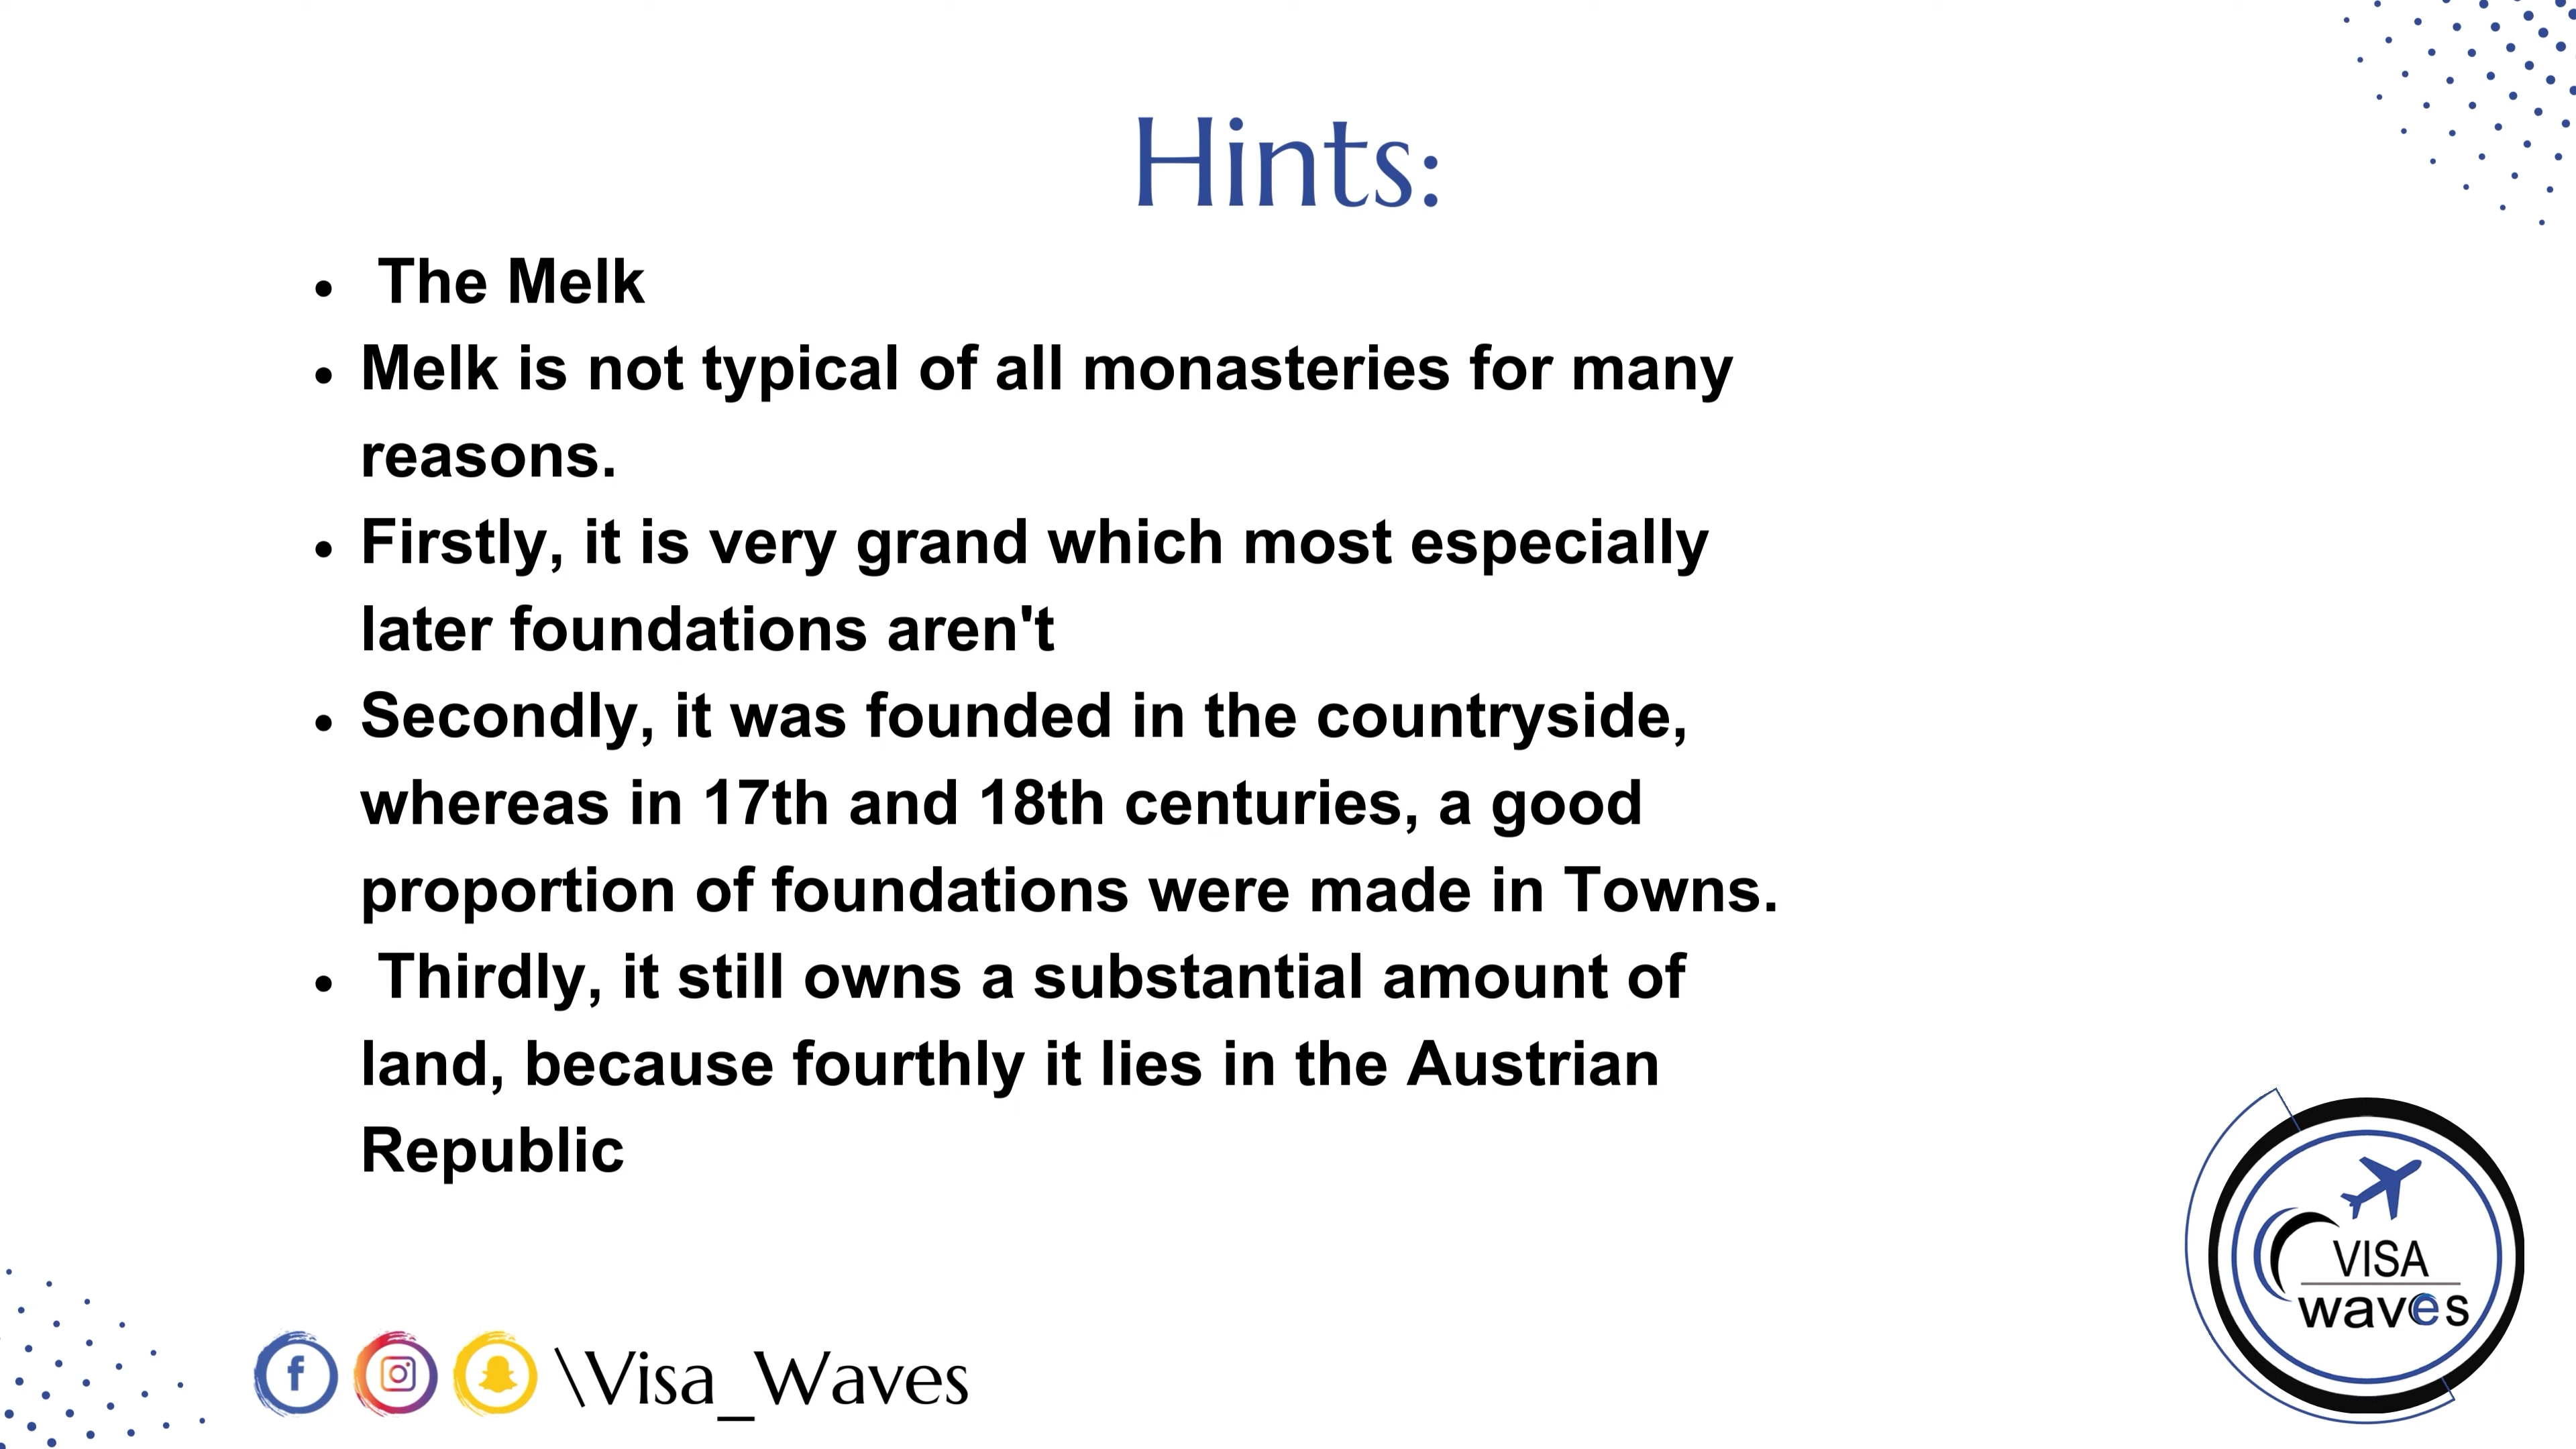 Hints:
• The Melk
• Melk is not typical of all monasteries for many
reasons.
• Firstly, it is very grand which most especially
later foundations aren't
• Secondly, it was founded in the countryside,
whereas in 17th and 18th centuries, a good
proportion of foundations were made in Towns.
• Thirdly, it still owns a substantial amount of
land, because fourthly it lies in the Austrian
Republic
VISA
waves
\Visa_Waves